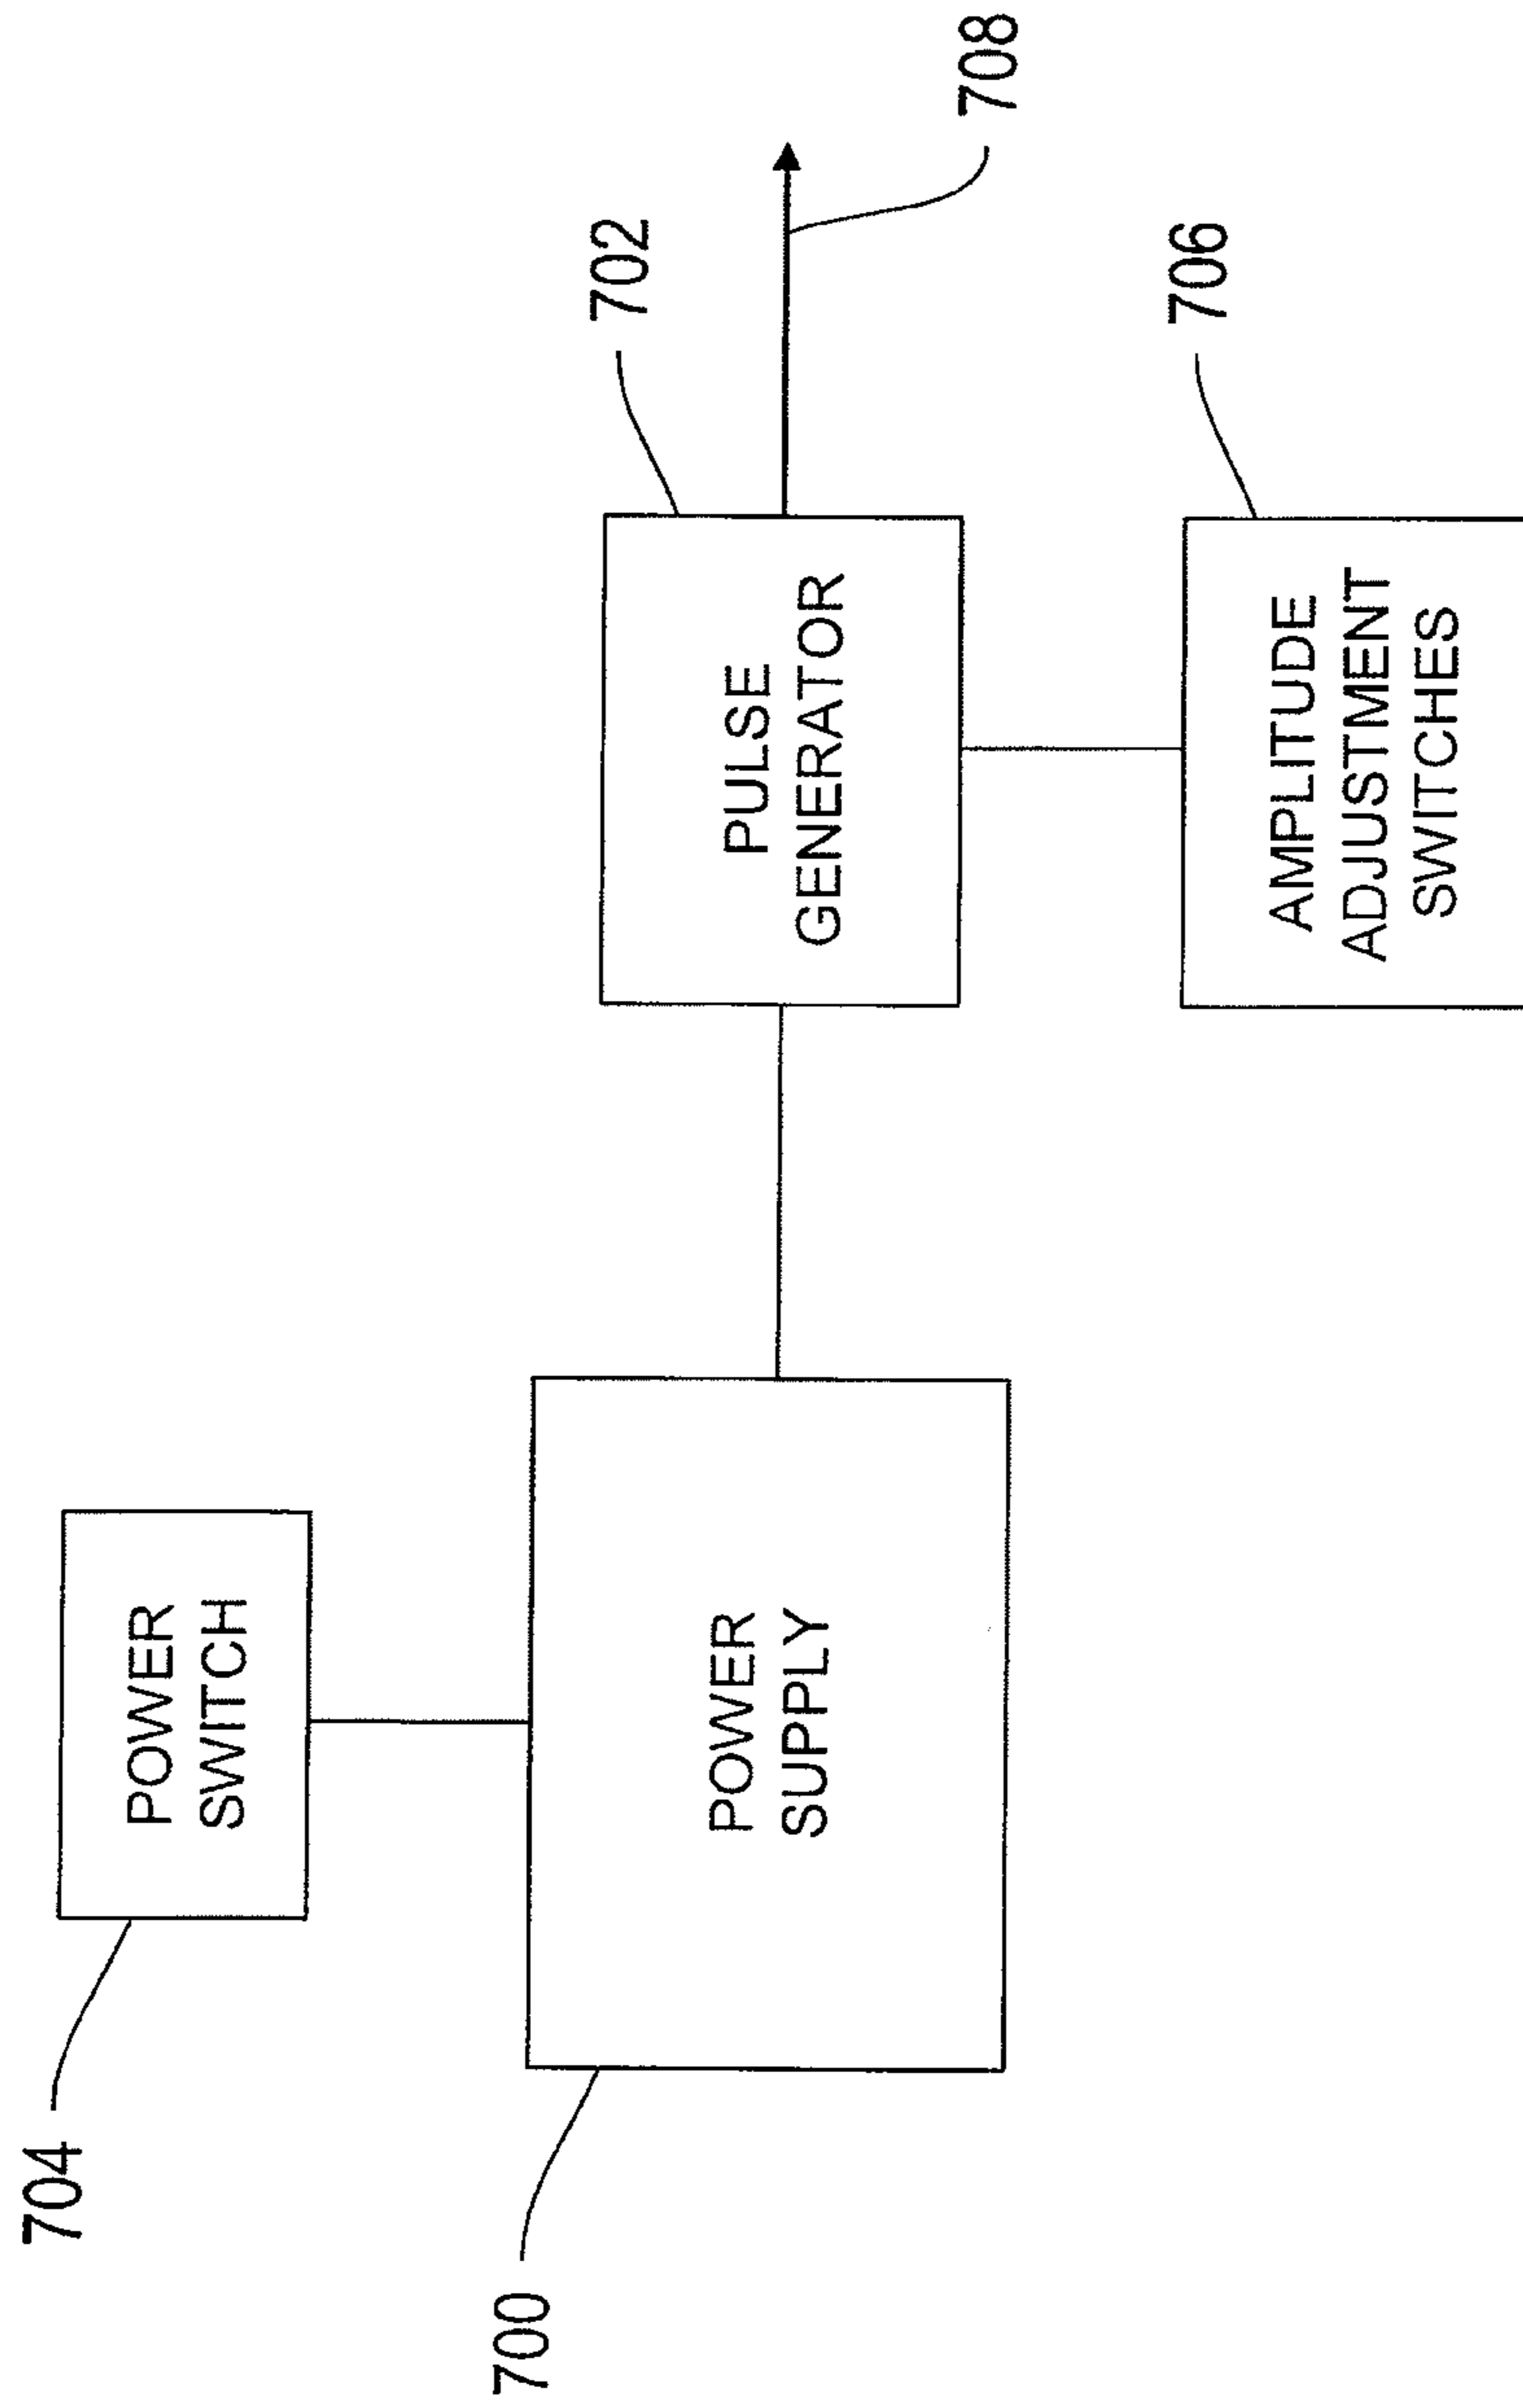 704
POWER
SWITCH
700
POWER
SUPPLY
702
PULSE
GENERATOR
708
706
AMPLITUDE
ADJUSTMENT
SWITCHES